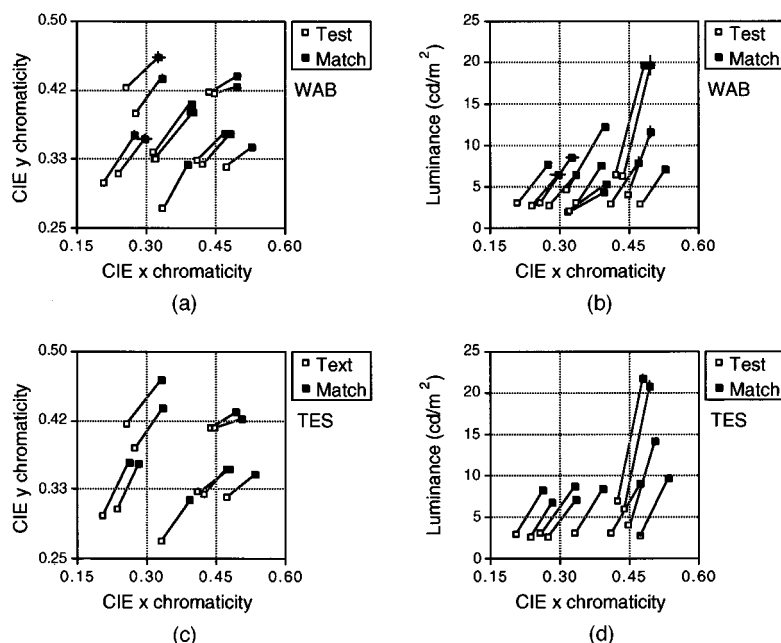 0.50
0.42
0.33
0.25
CIE y chromaticity
0.15 0.30 0.45 0.60
CIE x chromaticity
Test
Match
WAB
(a)
25
20
15
10
5
0
Luminance (cd/m²)
0.15 0.30 0.45 0.60
CIE x chromaticity
Test
Match
WAB
(b)
0.50
0.42
0.33
0.25
CIE y chromaticity
0.15 0.30 0.45 0.60
CIE x chromaticity
Text
Match
TES
(c)
25
20
15
10
5
0
Luminance (cd/m²)
0.15 0.30 0.45 0.60
CIE x chromaticity
Test
Match
TES
(d)